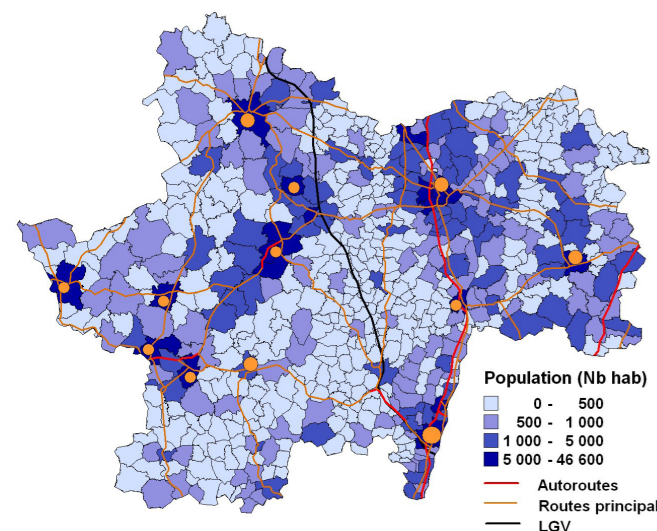 Population (Nb hab)
0 - 500
500 - 1 000
1 000 - 5 000
5 000 - 46 600
Autoroutes
Routes principal
LGV